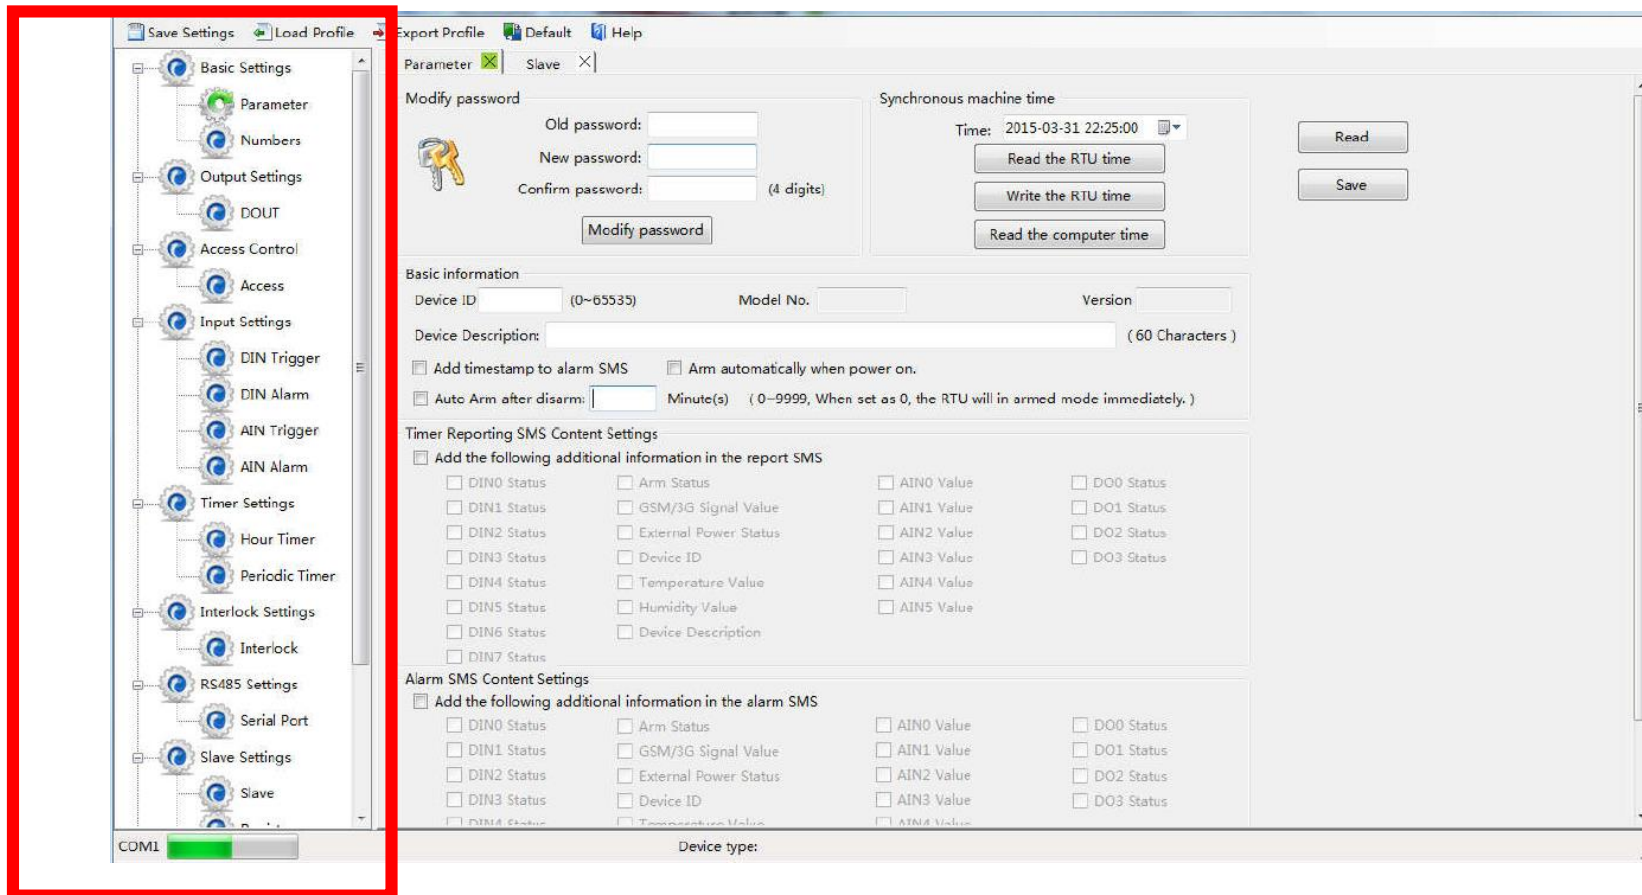 Save Settings Load Profile Export Profile Default Help
Basic Settings
Parameter
Numbers
Output Settings
DOUT
Access Control
Access
Input Settings
DIN Trigger
DIN Alarm
AIN Trigger
AIN Alarm
Timer Settings
Hour Timer
Periodic Timer
Interlock Settings
Interlock
RS485 Settings
Serial Port
Slave Settings
Slave
Parameter Slave
Modify password
Old password:
New password:
Confirm password: (4 digits)
Modify password
Synchronous machine time
Time: 2015-03-31 22:25:00
Read the RTU time
Write the RTU time
Read the computer time
Read
Save
Basic information
Device ID (0~65535) Model No. Version
Device Description: ( 60 Characters )
Add timestamp to alarm SMS Arm automatically when power on.
Auto Arm after disarm: Minute(s) ( 0~9999, When set as 0, the RTU will in armed mode immediately. )
Timer Reporting SMS Content Settings
Add the following additional information in the report SMS
DIN0 Status Arm Status AIN0 Value DO0 Status
DIN1 Status GSM/3G Signal Value AIN1 Value DO1 Status
DIN2 Status External Power Status AIN2 Value DO2 Status
DIN3 Status Device ID AIN3 Value DO3 Status
DIN4 Status Temperature Value AIN4 Value
DIN5 Status Humidity Value AIN5 Value
DIN6 Status Device Description
DIN7 Status
Alarm SMS Content Settings
Add the following additional information in the alarm SMS
DIN0 Status Arm Status AIN0 Value DO0 Status
DIN1 Status GSM/3G Signal Value AIN1 Value DO1 Status
DIN2 Status External Power Status AIN2 Value DO2 Status
DIN3 Status Device ID AIN3 Value DO3 Status
DIN4 Status Temperature Value AIN4 Value
COM1 Device type: